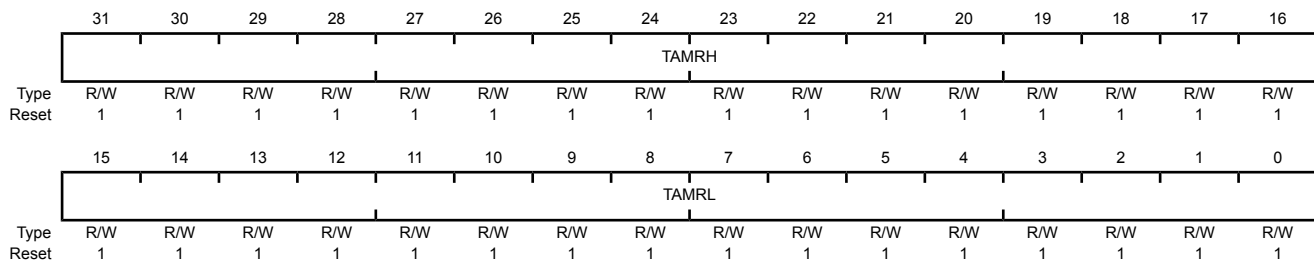 31 30 29 28 27 26 25 24 23 22 21 20 19 18 17 16
TAMRH
Type R/W R/W R/W R/W R/W R/W R/W R/W R/W R/W R/W R/W R/W R/W R/W R/W
Reset 1 1 1 1 1 1 1 1 1 1 1 1 1 1 1 1
15 14 13 12 11 10 9 8 7 6 5 4 3 2 1 0
TAMRL
Type R/W R/W R/W R/W R/W R/W R/W R/W R/W R/W R/W R/W R/W R/W R/W R/W
Reset 1 1 1 1 1 1 1 1 1 1 1 1 1 1 1 1